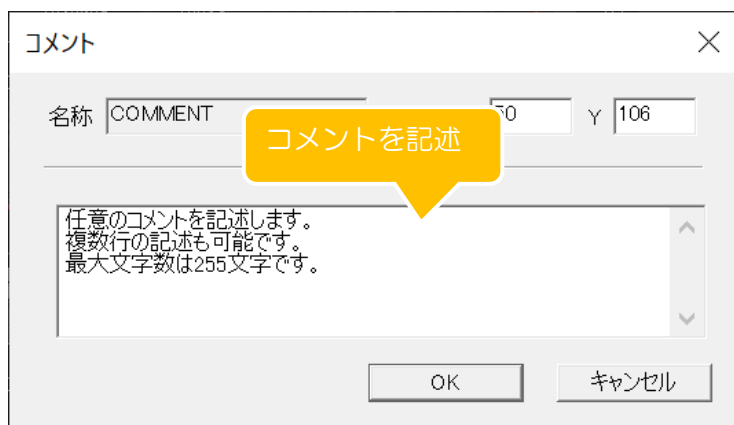 コメント
名称 COMMENT Y 106
コメントを記述
任意のコメントを記述します。
複数行の記述も可能です。
最大文字数は255文字です。
OK キャンセル